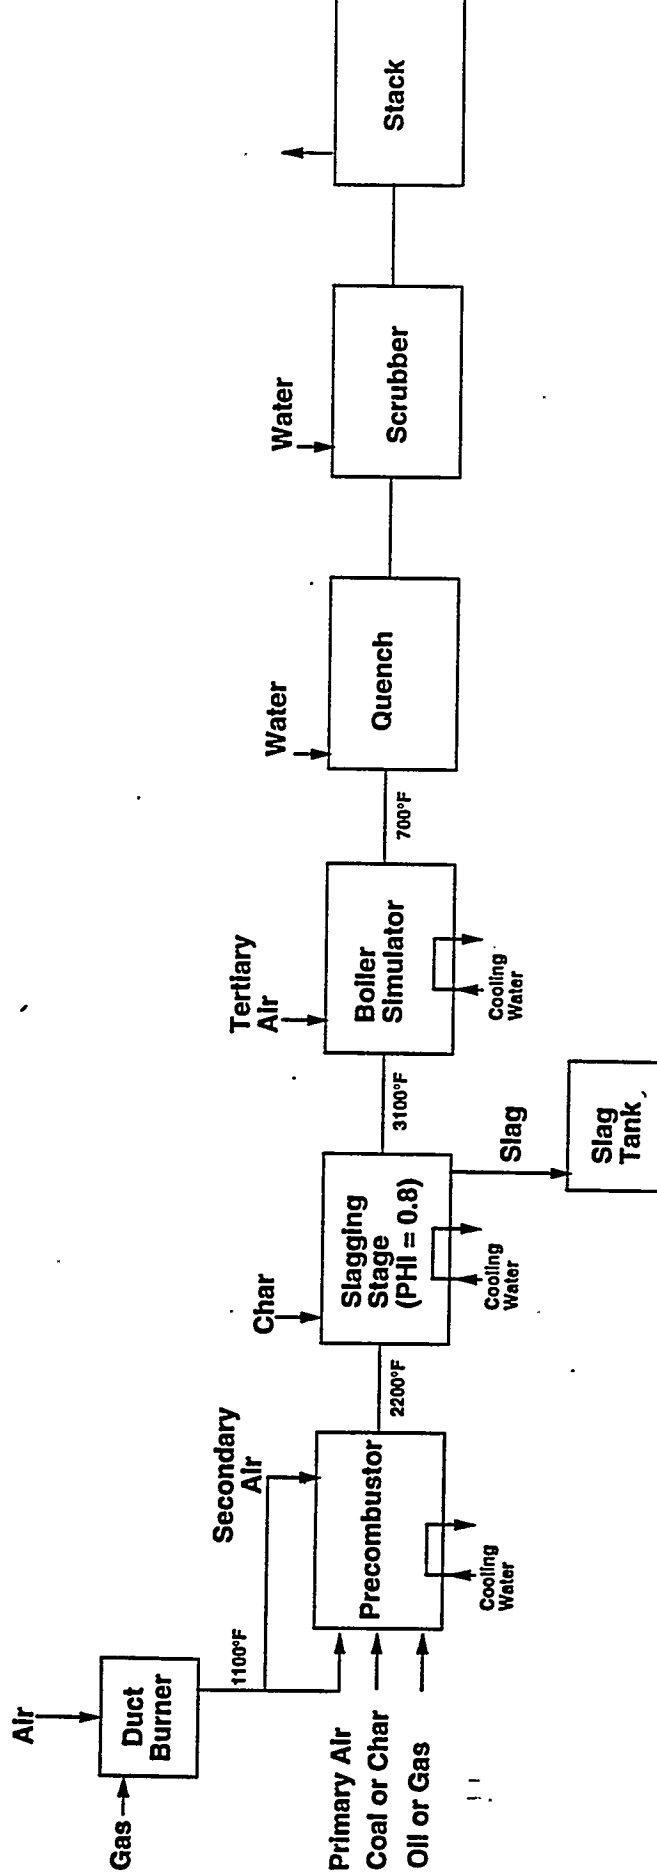 Air
Gas
Duct
Burner
1100°F
Secondary
Air
Primary Air
Coal or Char
Oil or Gas
Precombustor
Cooling
Water
2200°F
Char
Slagging
Stage
(PHI = 0.8)
Cooling
Water
Slag
Slag
Tank
3100°F
Tertiary
Air
Boiler
Simulator
Cooling
Water
700°F
Water
Quench
Water
Scrubber
Stack